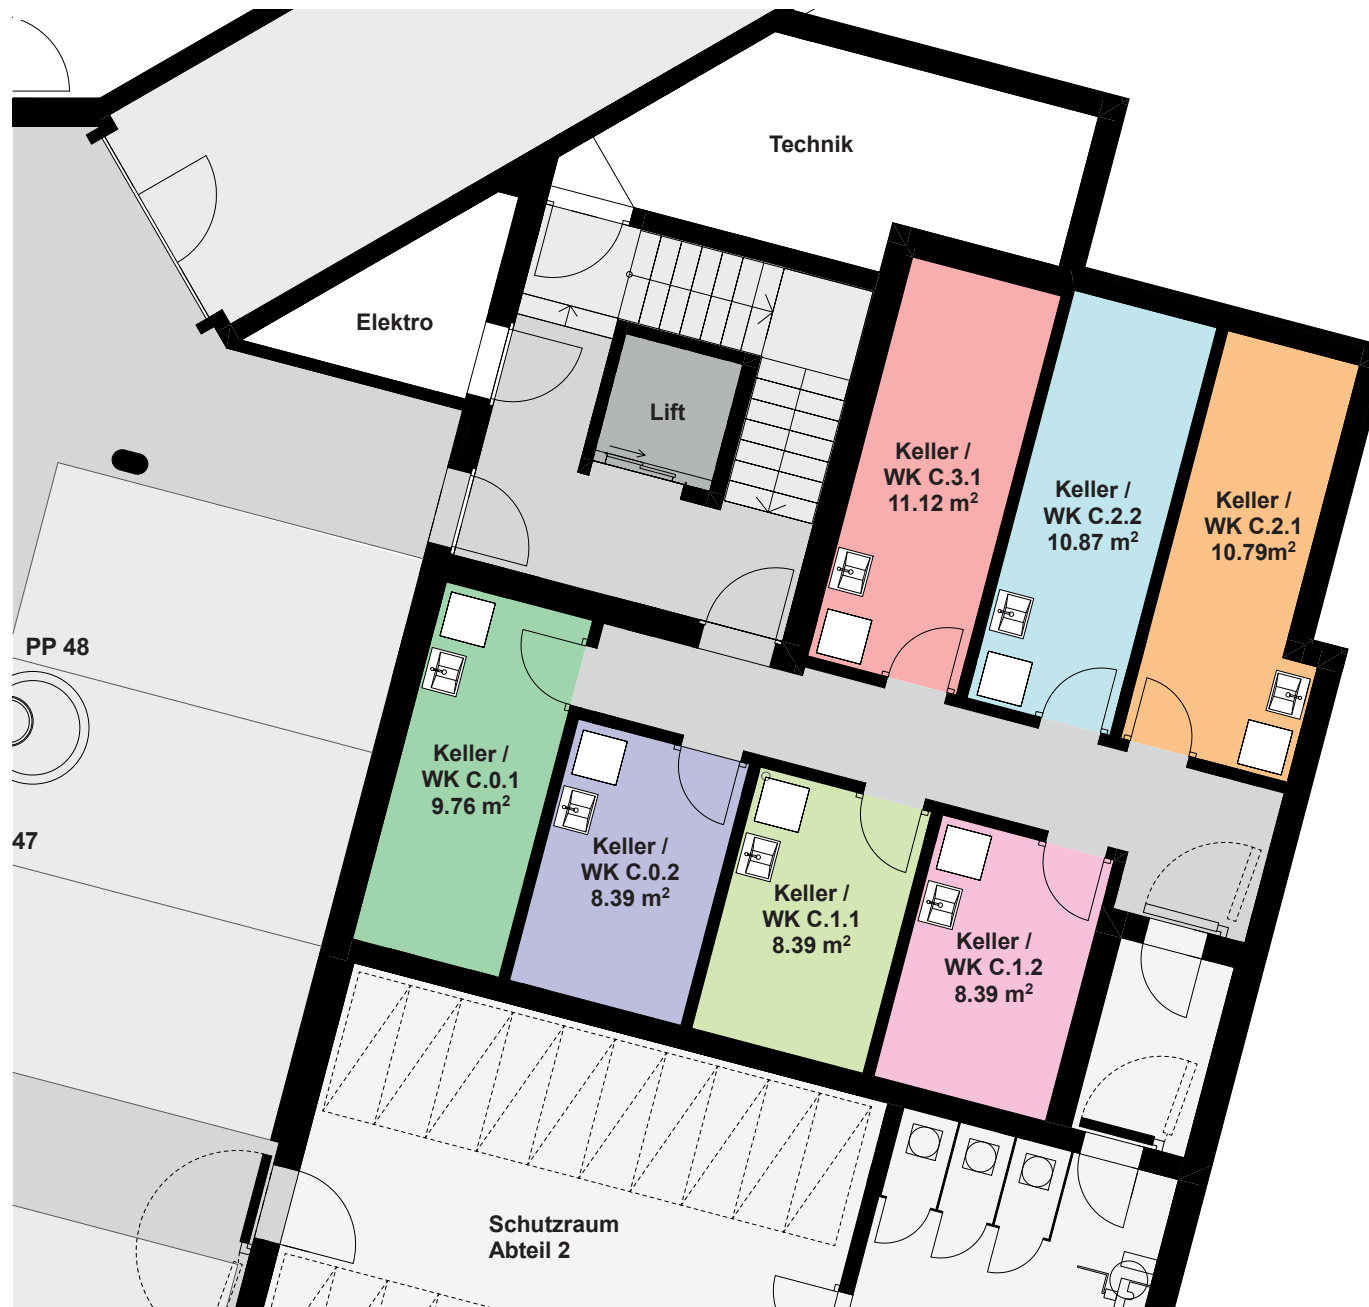 Technik
Elektro
Lift
Keller /
WK C.3.1
11.12 m²
Keller /
WK C.2.2
10.87 m²
Keller /
WK C.2.1
10.79m²
PP 48
47
Keller /
WK C.0.1
9.76 m²
Keller /
WK C.0.2
8.39 m²
Keller /
WK C.1.1
8.39 m²
Keller /
WK C.1.2
8.39 m²
Schutzraum
Abteil 2